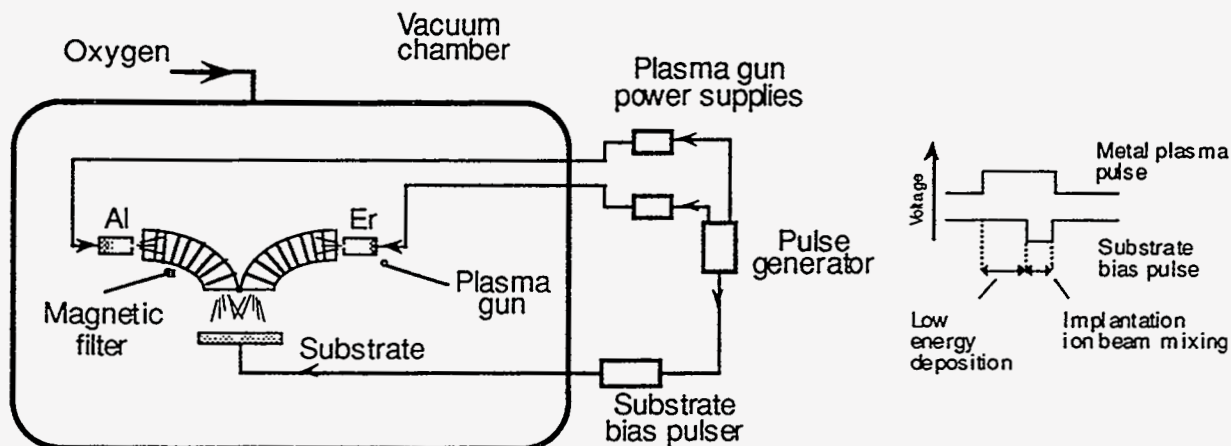 Vacuum
chamber
Oxygen
Plasma gun
power supplies
Al
Er
Pulse
generator
Magnetic
filter
Plasma
gun
Substrate
Substrate
bias pulser
Voltage
Metal plasma
pulse
Substrate
bias pulse
Low
energy
deposition
Implantation
ion beam mixing